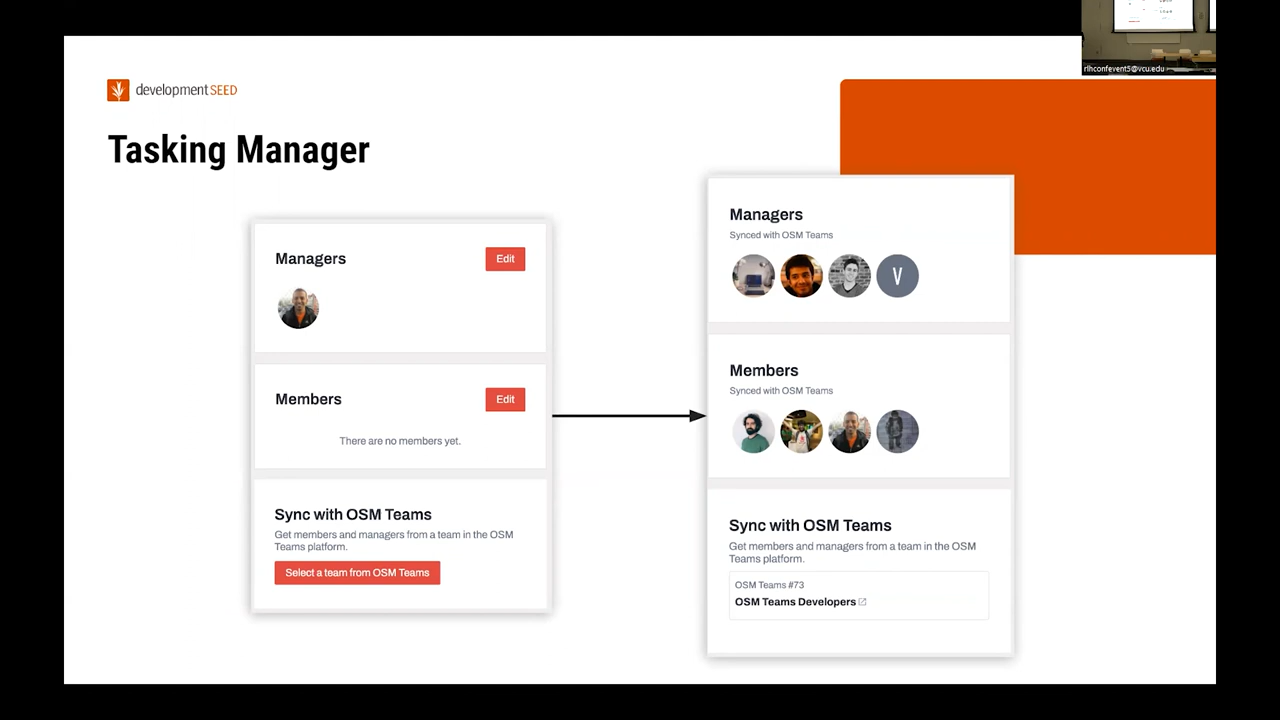 rlhconfevent5@vcu.edu
developmentSEED
Tasking Manager
Managers
Edit
Members
Edit
There are no members yet.
Sync with OSM Teams
Get members and managers from a team in the OSM
Teams platform.
Select a team from OSM Teams
Managers
Synced with OSM Teams
V
Members
Synced with OSM Teams
Sync with OSM Teams
Get members and managers from a team in the OSM
Teams platform.
OSM Teams #73
OSM Teams Developers